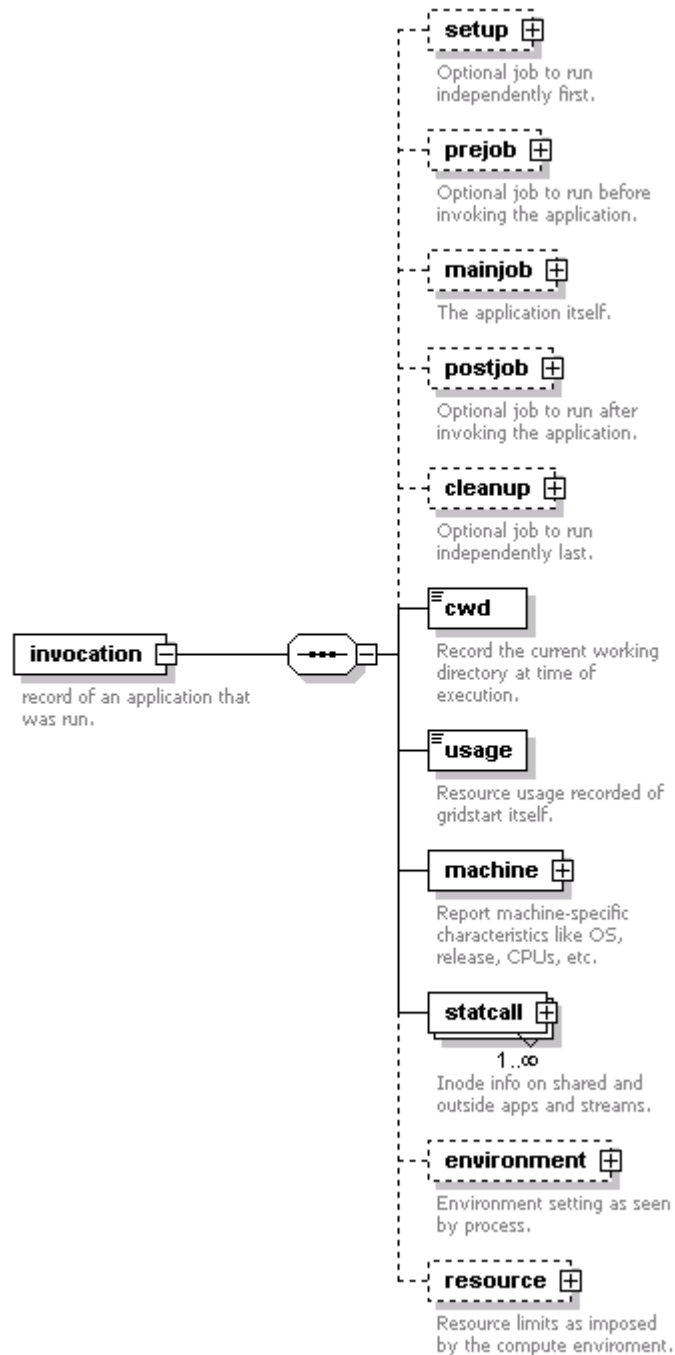 setup
Optional job to run
independently first.
prejob
Optional job to run before
invoking the application.
mainjob
The application itself.
postjob
Optional job to run after
invoking the application.
cleanup
Optional job to run
independently last.
cwd
Record the current working
directory at time of
execution.
invocation
record of an application that
was run.
usage
Resource usage recorded of
gridstart itself.
machine
Report machine-specific
characteristics like OS,
release, CPUs, etc.
statcall
1..∞
Inode info on shared and
outside apps and streams.
environment
Environment setting as seen
by process.
resource
Resource limits as imposed
by the compute enviroment.